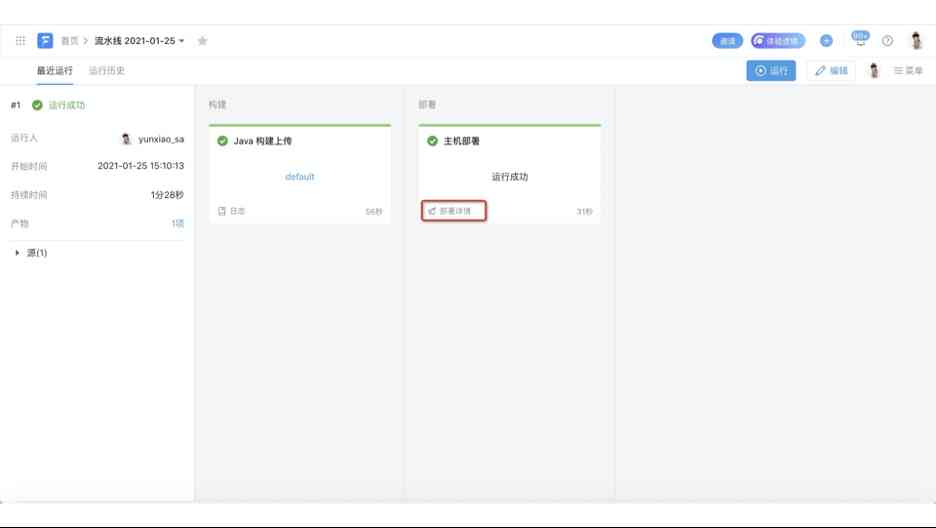 首页 > 流水线 2021-01-25
邀请
体验透镜
99+
最近运行 运行历史
运行
编辑
菜单
#1 运行成功
运行人 yunxiao_sa
开始时间 2021-01-25 15:10:13
持续时间 1分28秒
产物 1项
源(1)
构建
Java 构建上传
default
日志 56秒
部署
主机部署
运行成功
部署详情 31秒